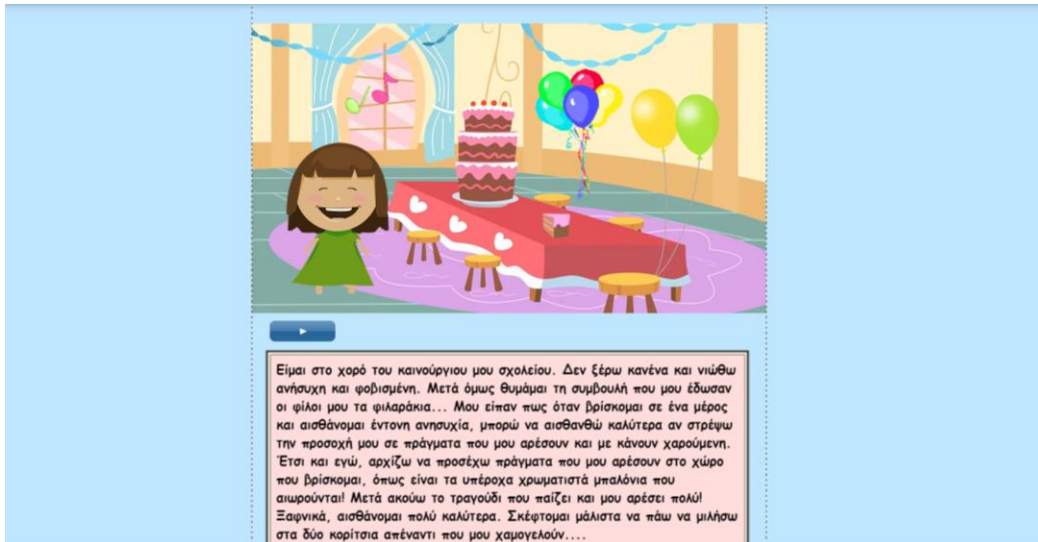 Είμαι στο χορό του καινούργιου μου σχολείου. Δεν ξέρω κανένα και νιώθω
ανήσυχη και φοβισμένη. Μετά όμως θυμάμαι τη συμβουλή που μου έδωσαν
οι φίλοι μου τα φιλαράκια... Μου είπαν πως όταν βρίσκομαι σε ένα μέρος
και αισθάνομαι έντονη ανησυχία, μπορώ να αισθανθώ καλύτερα αν στρέψω
την προσοχή μου σε πράγματα που μου αρέσουν και με κάνουν χαρούμενη.
Έτσι και εγώ, αρχίζω να προσέχω πράγματα που μου αρέσουν στο χώρο
που βρίσκομαι, όπως είναι τα υπέροχα χρωματιστά μπαλόνια που
αιωρούνται! Μετά ακούω το τραγούδι που παίζει και μου αρέσει πολύ!
Ξαφνικά, αισθάνομαι πολύ καλύτερα. Σκέφτομαι μάλιστα να πάω να μιλήσω
στα δύο κορίτσια απέναντι που μου χαμογελούν....